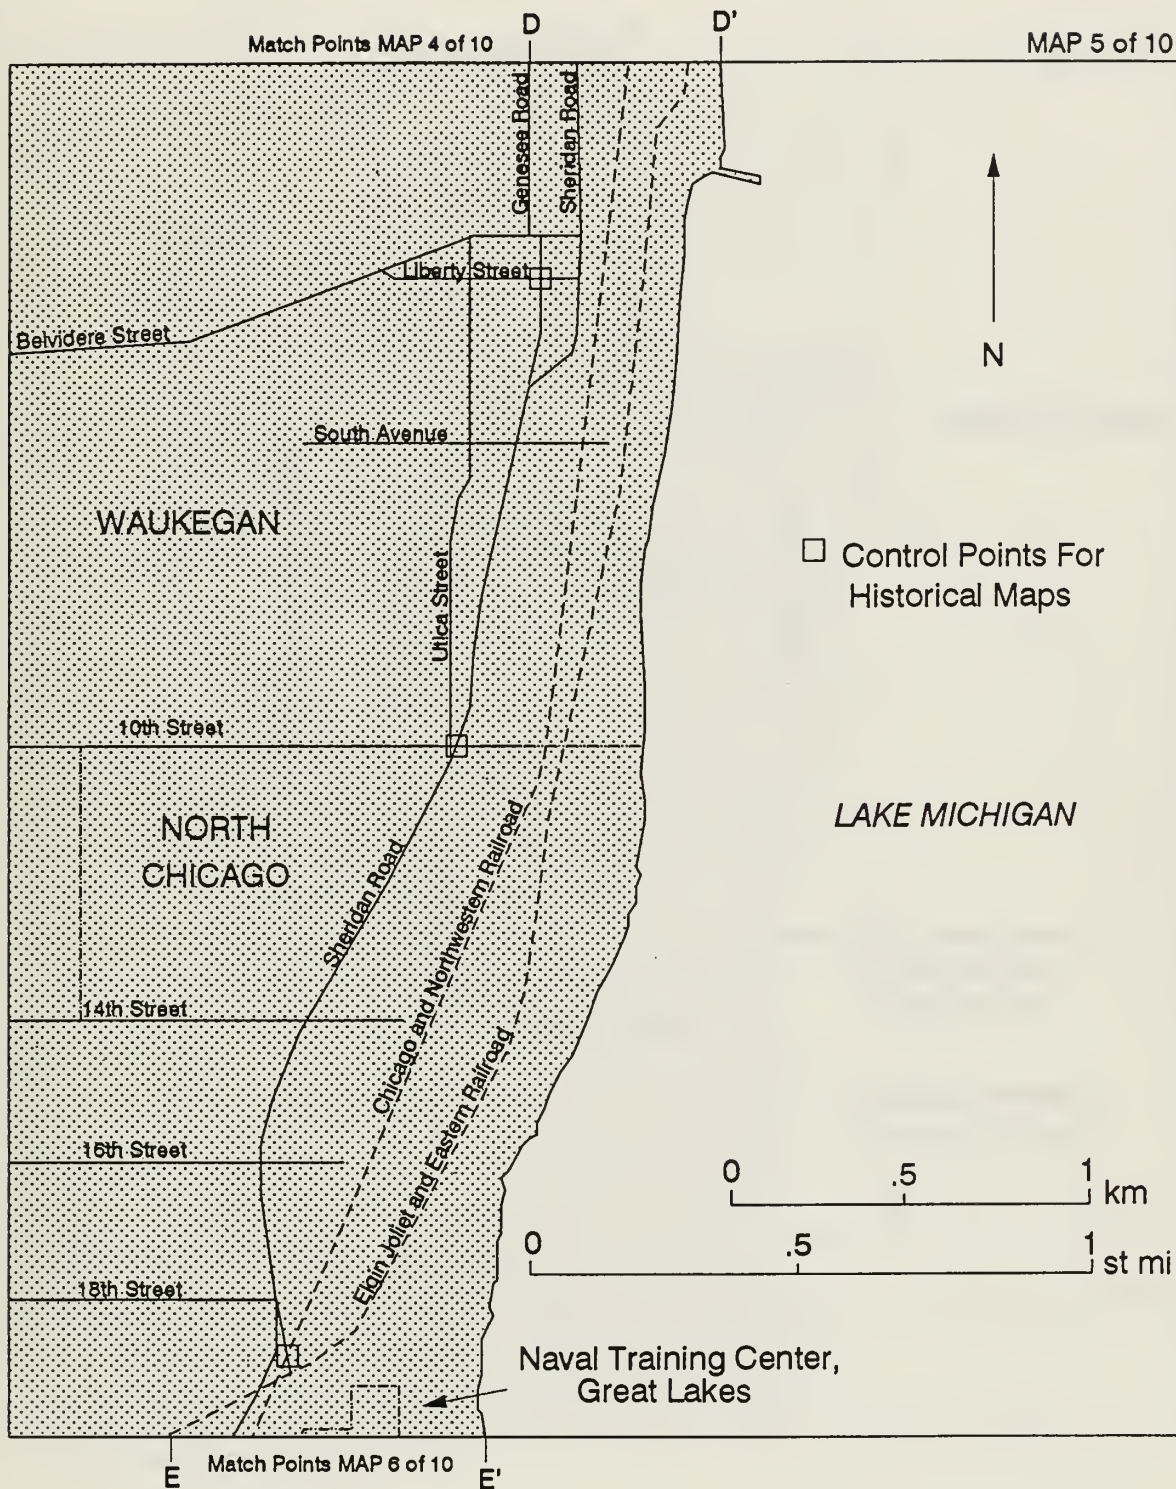 D
D'
Match Points MAP 4 of 10
MAP 5 of 10
Genesee Road
Sheridan Road
N
Liberty Street
Belvidere Street
South Avenue
WAUKEGAN
Control Points For
Historical Maps
Utica Street
10th Street
NORTH
CHICAGO
LAKE MICHIGAN
Sheridan Road
Chicago and Northwestern Railroad
14th Street
Elgin Joliet and Eastern Railroad
16th Street
0 .5 1 km
0 .5 1 st mi
18th Street
Naval Training Center,
Great Lakes
E
Match Points MAP 6 of 10
E'